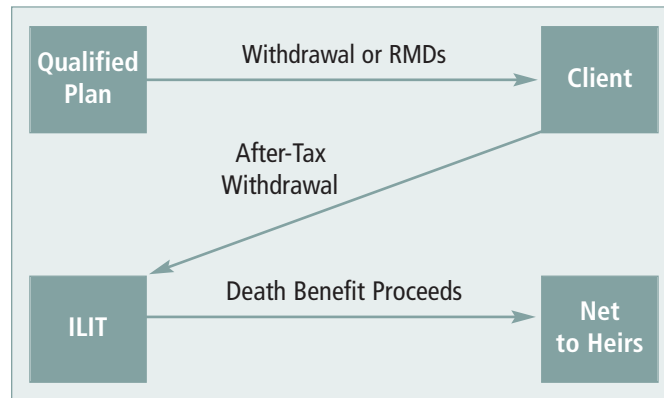 Qualified
Plan
Withdrawal or RMDs
Client
After-Tax
Withdrawal
ILIT
Death Benefit Proceeds
Net
to Heirs